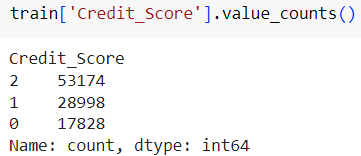 train['Credit_Score'].value_counts()
Credit_Score
2    53174
1    28998
0    17828
Name: count, dtype: int64